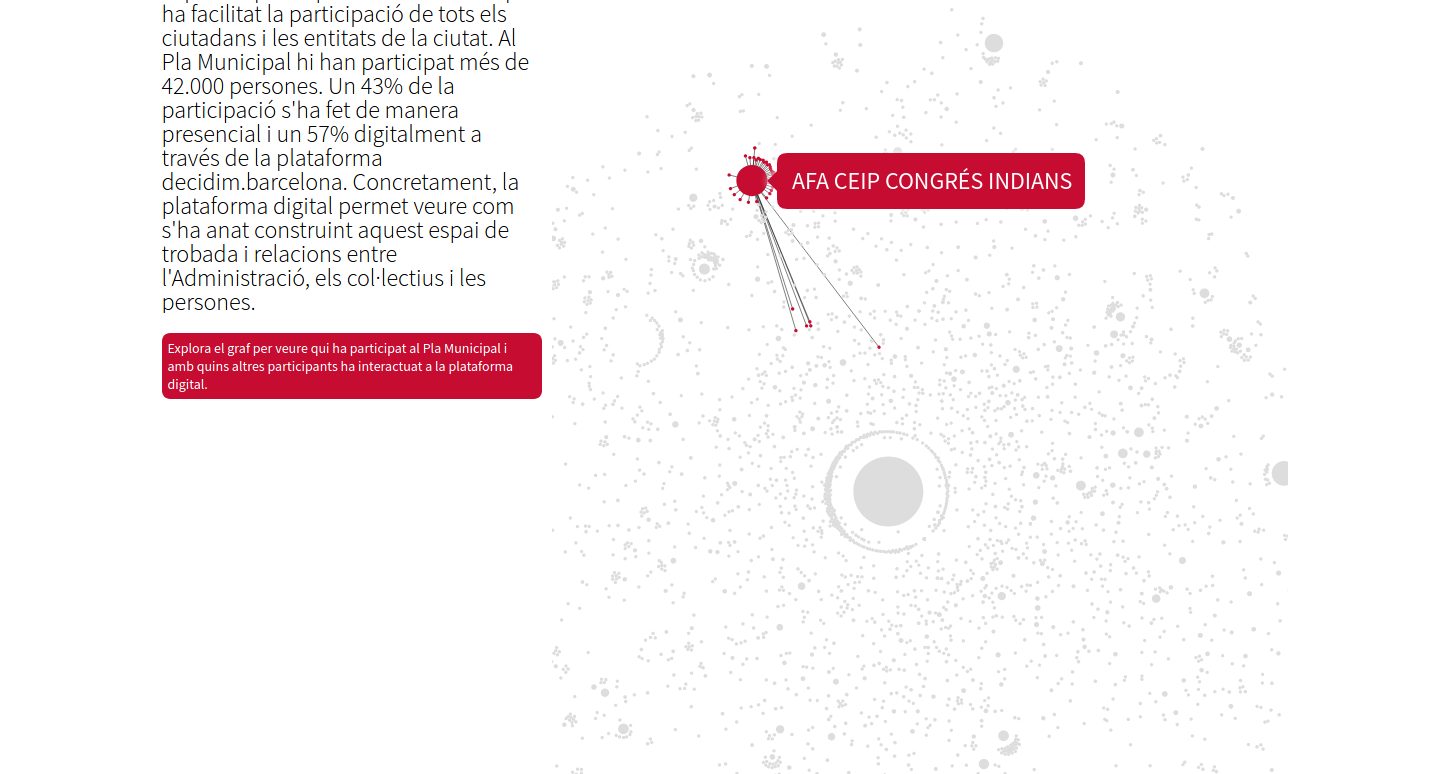 ha facilitat la participació de tots els
ciutadans i les entitats de la ciutat. Al
Pla Municipal hi han participat més de
42.000 persones. Un 43% de la
participació s'ha fet de manera
presencial i un 57% digitalment a
través de la plataforma
decidim.barcelona. Concretament, la
plataforma digital permet veure com
s'ha anat construint aquest espai de
trobada i relacions entre
l'Administració, els col·lectius i les
persones.
Explora el graf per veure qui ha participat al Pla Municipal i
amb quins altres participants ha interactuat a la plataforma
digital.
AFA CEIP CONGRÉS INDIANS